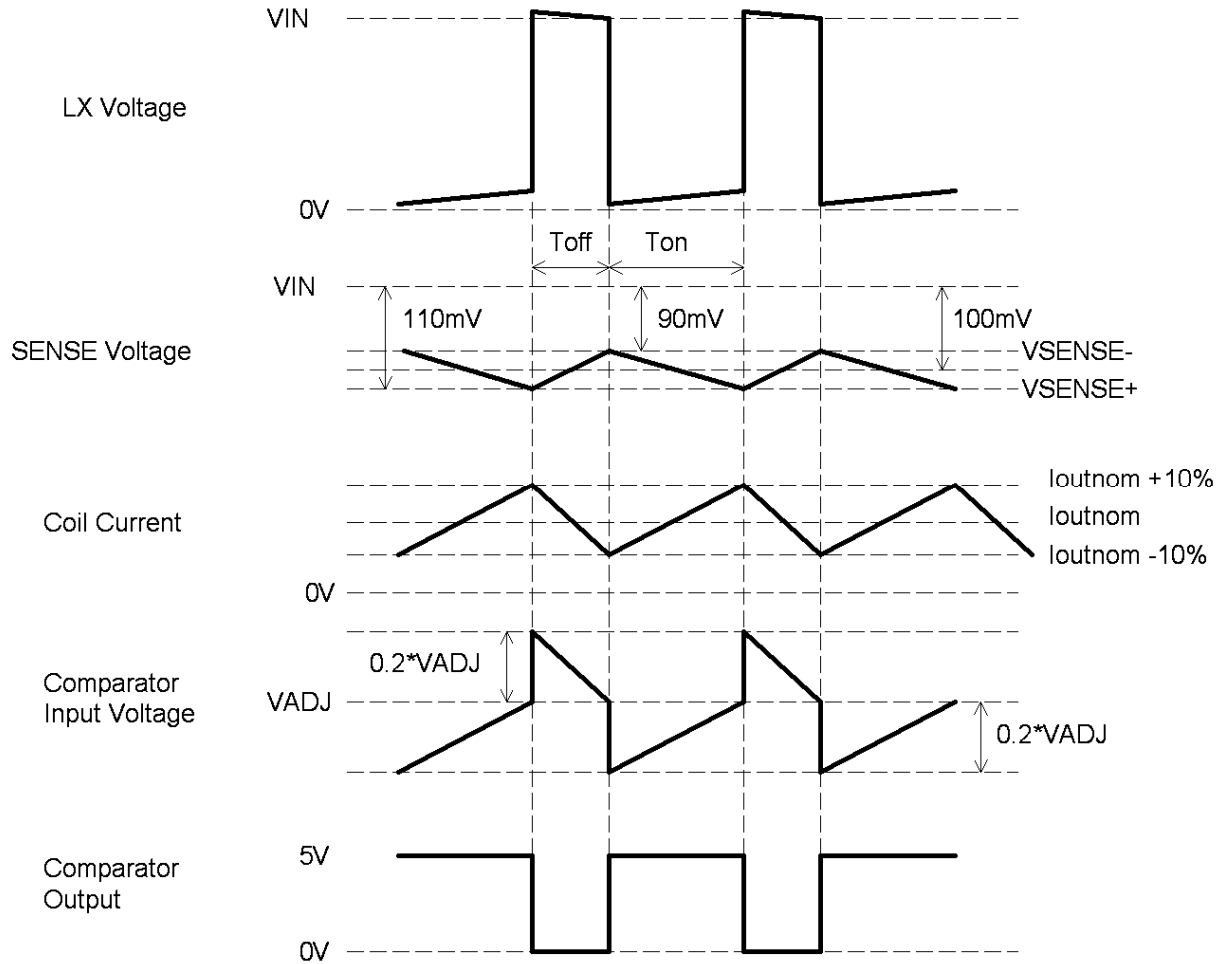 VIN
LX Voltage
0V
Toff
Ton
VIN
110mV
90mV
100mV
SENSE Voltage
VSENSE-
VSENSE+
Ioutnom +10%
Coil Current
Ioutnom
Ioutnom -10%
0V
0.2*VADJ
Comparator
Input Voltage
VADJ
0.2*VADJ
5V
Comparator
Output
0V